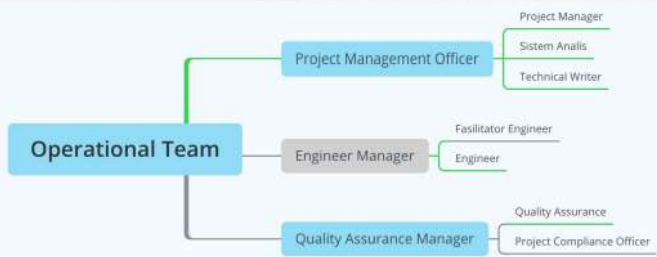 Operational Team
Project Management Officer
Project Manager
Sistem Analis
Technical Writer
Engineer Manager
Fasilitator Engineer
Engineer
Quality Assurance Manager
Quality Assurance
Project Compliance Officer